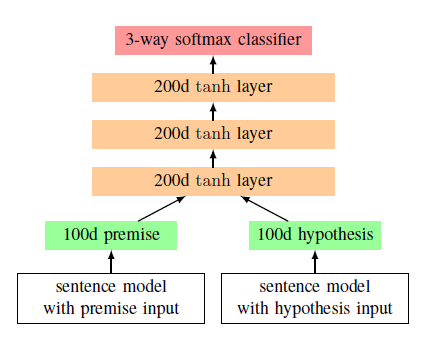 3-way softmax classifier
200d tanh layer
200d tanh layer
200d tanh layer
100d premise
100d hypothesis
sentence model
with premise input
sentence model
with hypothesis input